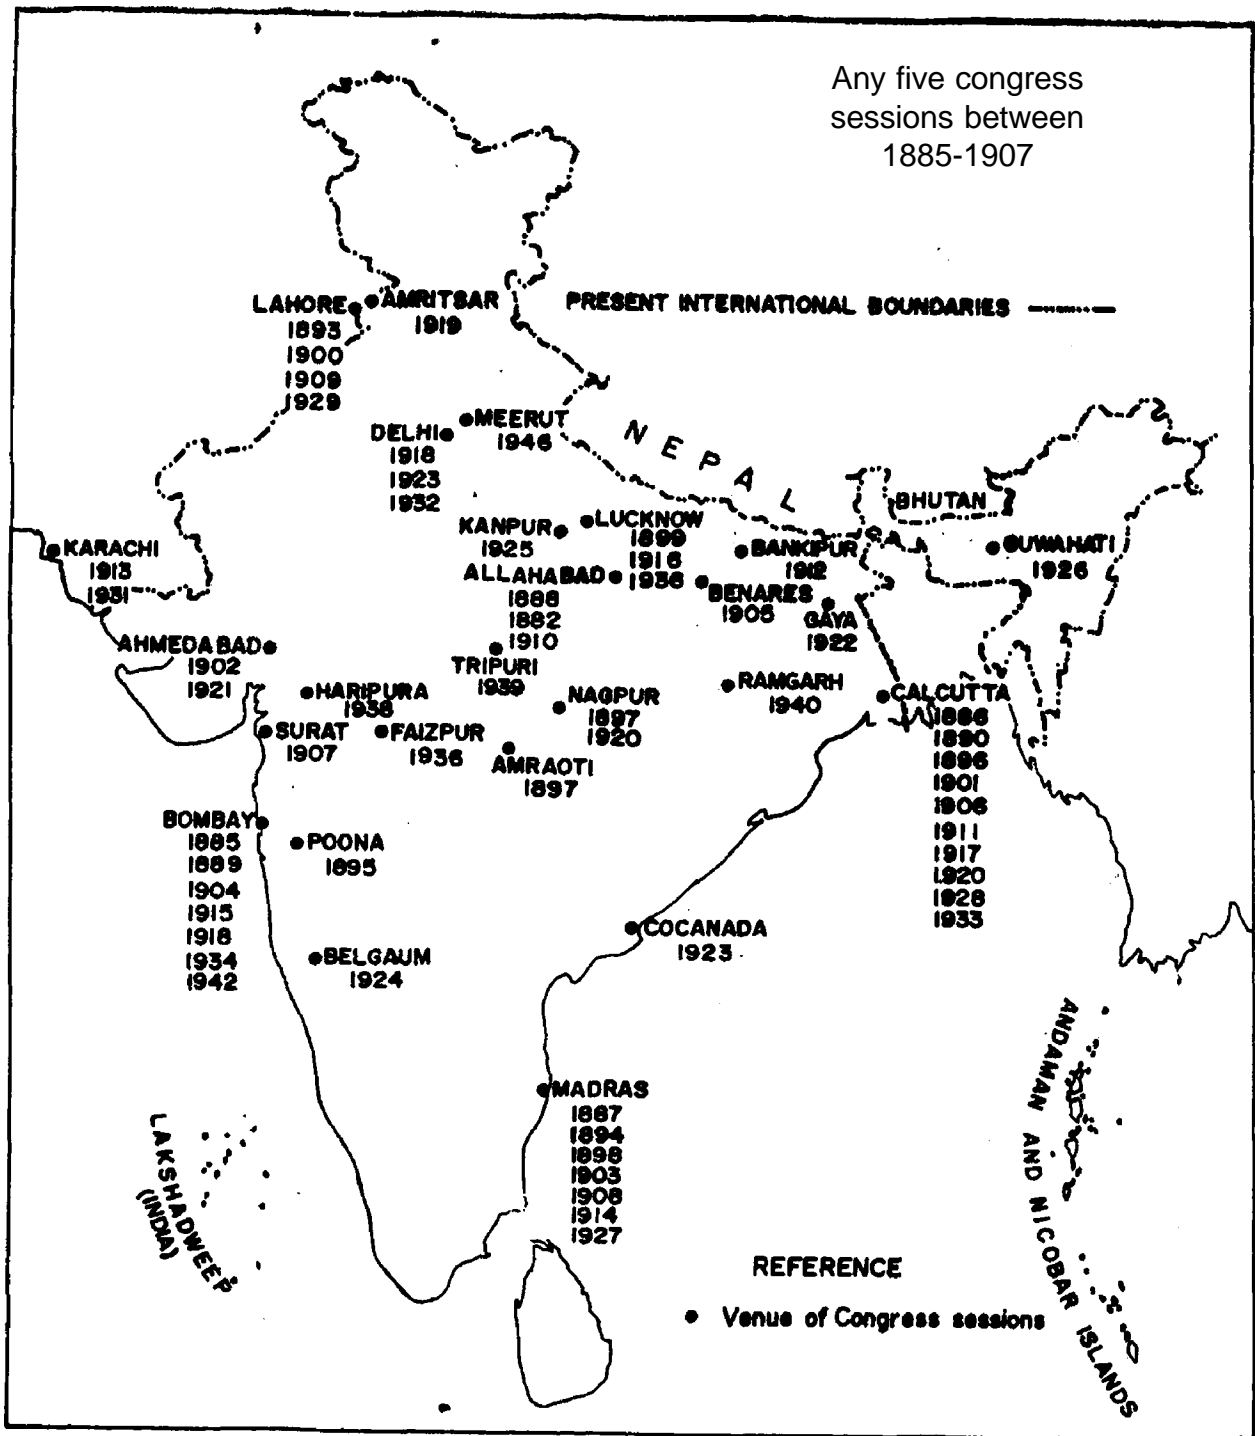 Any five congress
sessions between
1885-1907
LAHORE
1893
1900
1909
1929
AMRITSAR
1919
PRESENT INTERNATIONAL BOUNDARIES
MEERUT
1946
DELHI
1918
1923
1932
NEPAL
BHUTAN
KANPUR
1925
LUCKNOW
1899
1916
1936
BANKIPUR
1912
GUWAHATI
1926
KARACHI
1913
1931
ALLAHABAD
1888
1882
1910
BENARES
1905
GAYA
1922
AHMEDABAD
1902
1921
TRIPURI
1939
HARIPURA
1938
NAGPUR
1897
1920
RAMGARH
1940
CALCUTTA
1886
1890
1896
1901
1906
1911
1917
1920
1928
1933
SURAT
1907
FAIZPUR
1936
AMRAOTI
1897
BOMBAY
1885
1889
1904
1915
1918
1934
1942
POONA
1895
COCANADA
1923
BELGAUM
1924
MADRAS
1887
1894
1898
1903
1908
1914
1927
LAKSHADWEEP
(INDIA)
ANDAMAN AND NICOBAR ISLANDS
REFERENCE
Venue of Congress sessions